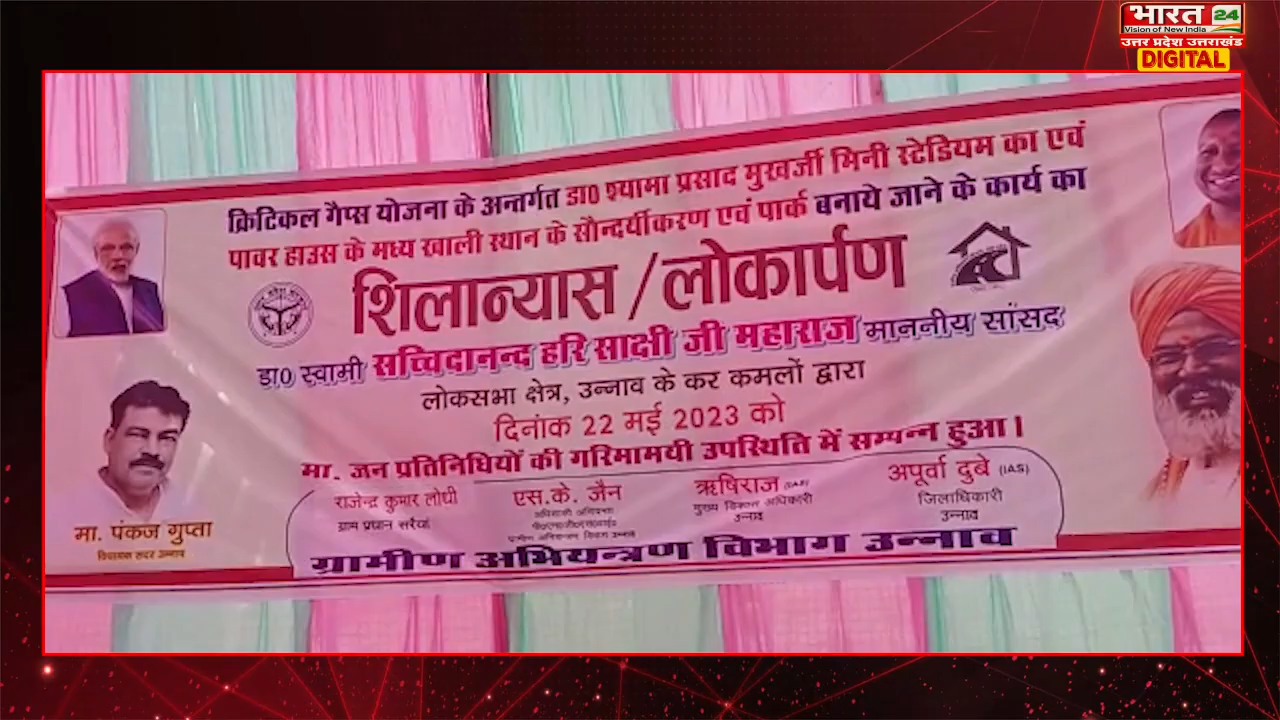 भारत 24
Vision of New India
उत्तर प्रदेश उत्तराखंड
DIGITAL
क्रिटिकल गैप्स योजना के अन्तर्गत डा0 श्यामा प्रसाद मुखर्जी मिनी स्टेडियम का एवं
पावर हाउस के मध्य खाली स्थान के सौन्दर्यीकरण एवं पार्क बनाये जाने के कार्य का
शिलान्यास / लोकार्पण
डा0 स्वामी सच्चिदानन्द हरि साक्षी जी महाराज माननीय सांसद
लोकसभा क्षेत्र, उन्नाव के कर कमलों द्वारा
दिनांक 22 मई 2023 को
मा. जन प्रतिनिधियों की गरिमामयी उपस्थिति में सम्पन्न हुआ।
मा. पंकज गुप्ता
विधायक सदर उन्नाव
राजेन्द्र कुमार लोधी
ग्राम प्रधान सरैयां
एस.के. जैन
ऋषिराज (IAS)
मुख्य विकास अधिकारी
उन्नाव
अपूर्वा दुबे (IAS)
जिलाधिकारी
उन्नाव
ग्रामीण अभियन्त्रण विभाग उन्नाव